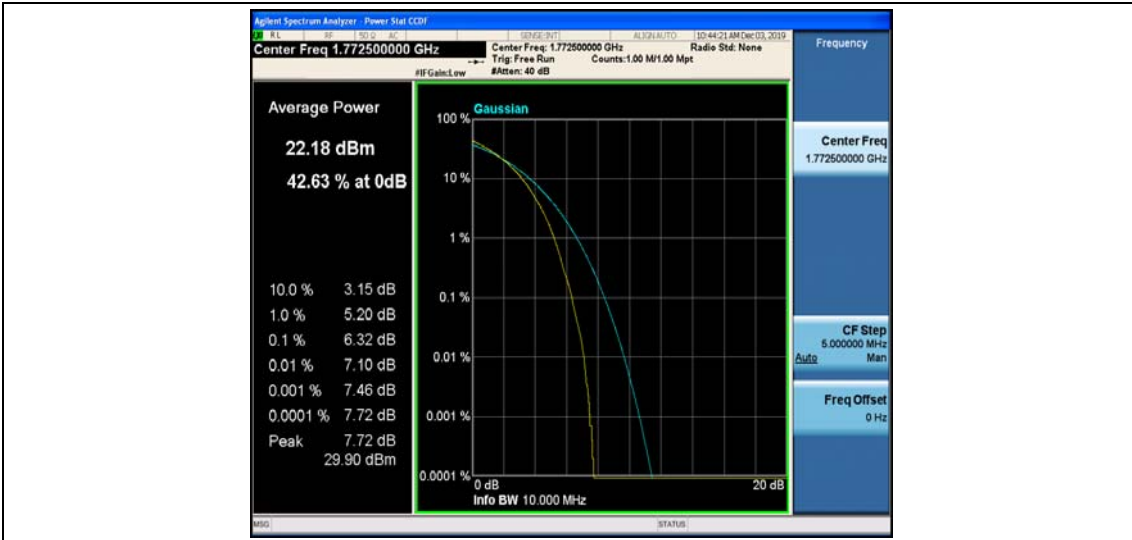 Agilent Spectrum Analyzer - Power Stat CCDF
RL RF 50 Ω AC SENSE:INT ALIGNAUTO 10:44:21 AM Dec 03, 2019
Center Freq 1.772500000 GHz
Center Freq: 1.772500000 GHz Radio Std: None
Trig: Free Run Counts:1.00 M/1.00 Mpt
#IFGain:Low #Atten: 40 dB
Frequency
Average Power
22.18 dBm
42.63 % at 0dB
10.0 % 3.15 dB
1.0 % 5.20 dB
0.1 % 6.32 dB
0.01 % 7.10 dB
0.001 % 7.46 dB
0.0001 % 7.72 dB
Peak 7.72 dB
29.90 dBm
Gaussian
100 %
10 %
1 %
0.1 %
0.01 %
0.001 %
0.0001 %
0 dB 20 dB
Info BW 10.000 MHz
Center Freq
1.772500000 GHz
CF Step
5.000000 MHz
Auto Man
Freq Offset
0 Hz
MSG STATUS